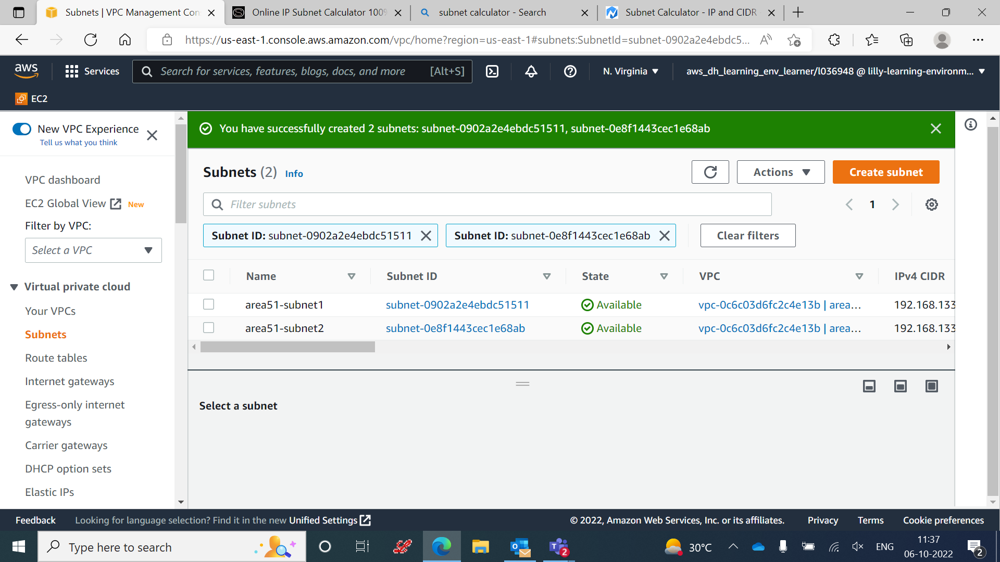 Subnets | VPC Management Con
Online IP Subnet Calculator 100%
subnet calculator - Search
Subnet Calculator - IP and CIDR
https://us-east-1.console.aws.amazon.com/vpc/home?region=us-east-1#subnets:SubnetId=subnet-0902a2e4ebdc5...
aws
Services
Search for services, features, blogs, docs, and more [Alt+S]
N. Virginia
aws_dh_learning_env_learner/l036948 @ lilly-learning-environm...
EC2
New VPC Experience
Tell us what you think
VPC dashboard
EC2 Global View New
Filter by VPC:
Select a VPC
Virtual private cloud
Your VPCs
Subnets
Route tables
Internet gateways
Egress-only internet
gateways
Carrier gateways
DHCP option sets
Elastic IPs
You have successfully created 2 subnets: subnet-0902a2e4ebdc51511, subnet-0e8f1443cec1e68ab
Subnets (2) Info
Actions
Create subnet
Filter subnets
1
Subnet ID: subnet-0902a2e4ebdc51511
Subnet ID: subnet-0e8f1443cec1e68ab
Clear filters
Name Subnet ID State VPC IPv4 CIDR
area51-subnet1 subnet-0902a2e4ebdc51511 Available vpc-0c6c03d6fc2c4e13b | area... 192.168.133
area51-subnet2 subnet-0e8f1443cec1e68ab Available vpc-0c6c03d6fc2c4e13b | area... 192.168.133
Select a subnet
Feedback Looking for language selection? Find it in the new Unified Settings
© 2022, Amazon Web Services, Inc. or its affiliates. Privacy Terms Cookie preferences
Type here to search
T 2
30°C
ENG
11:37
06-10-2022
2